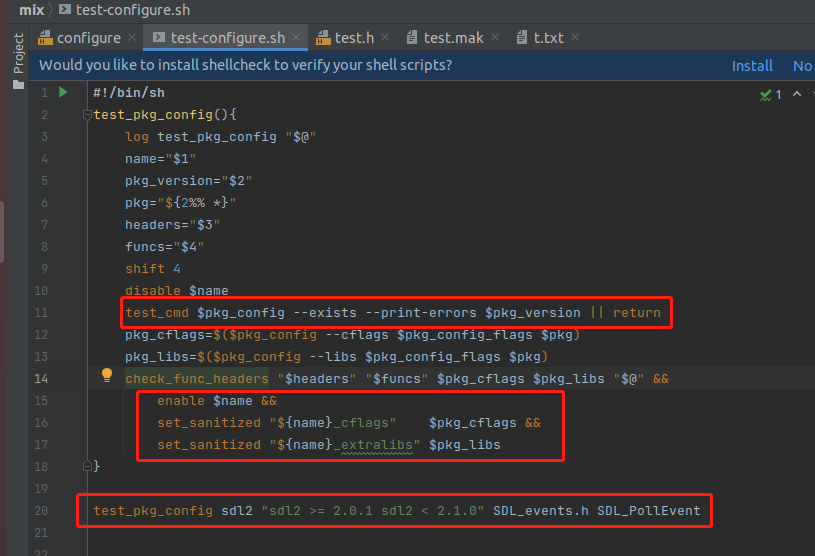 mix > test-configure.sh
configure × test-configure.sh × test.h × test.mak × t.txt ×
Project
Would you like to install shellcheck to verify your shell scripts? Install No
1 #!/bin/sh
1
2 test_pkg_config(){
3 log test_pkg_config "$@"
4 name="$1"
5 pkg_version="$2"
6 pkg="${2%% *}"
7 headers="$3"
8 funcs="$4"
9 shift 4
10 disable $name
11 test_cmd $pkg_config --exists --print-errors $pkg_version || return
12 pkg_cflags=$($pkg_config --cflags $pkg_config_flags $pkg)
13 pkg_libs=$($pkg_config --libs $pkg_config_flags $pkg)
14 check_func_headers "$headers" "$funcs" $pkg_cflags $pkg_libs "$@" &&
15 enable $name &&
16 set_sanitized "${name}_cflags" $pkg_cflags &&
17 set_sanitized "${name}_extralibs" $pkg_libs
18 }
19
20 test_pkg_config sdl2 "sdl2 >= 2.0.1 sdl2 < 2.1.0" SDL_events.h SDL_PollEvent
21
22